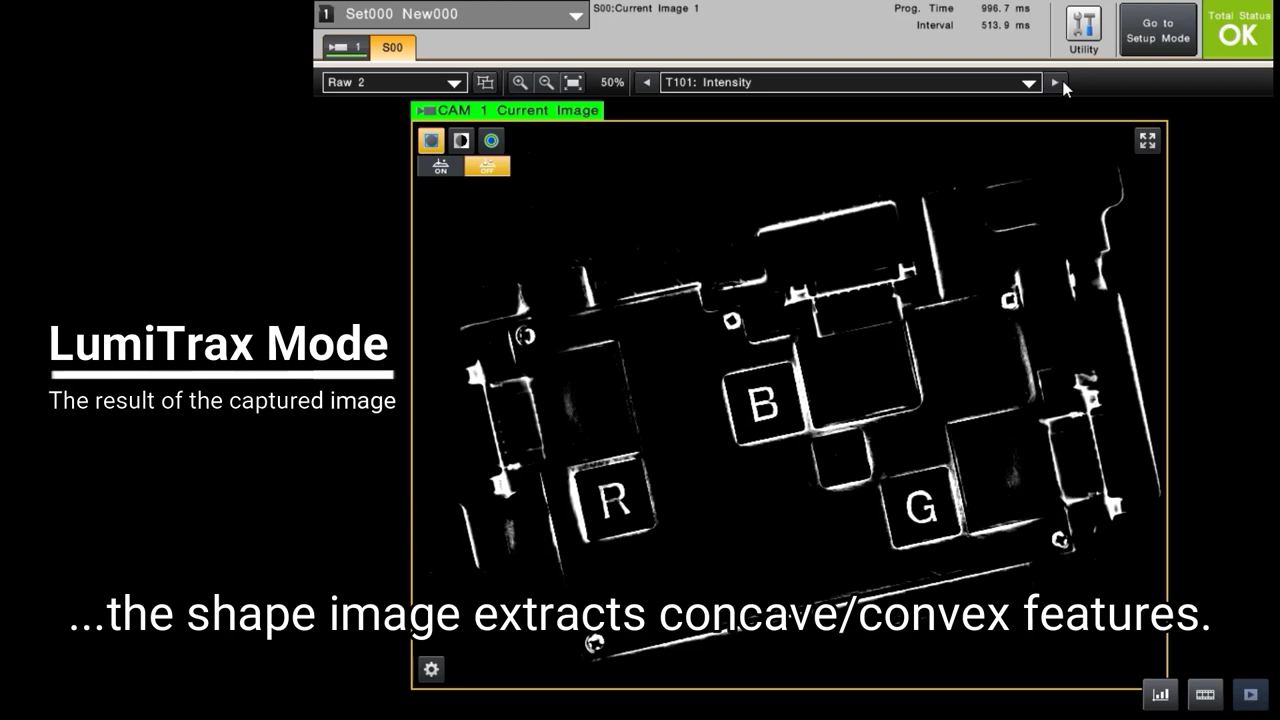 1 Set000 New000
S00:Current Image 1
Prog. Time 996.7 ms
Interval 513.9 ms
Utility
Go to
Setup Mode
Total Status
OK
1
S00
Raw 2
50%
T101: Intensity
CAM 1 Current Image
ON
OFF
LumiTrax Mode
The result of the captured image
B
R
G
...the shape image extracts concave/convex features.